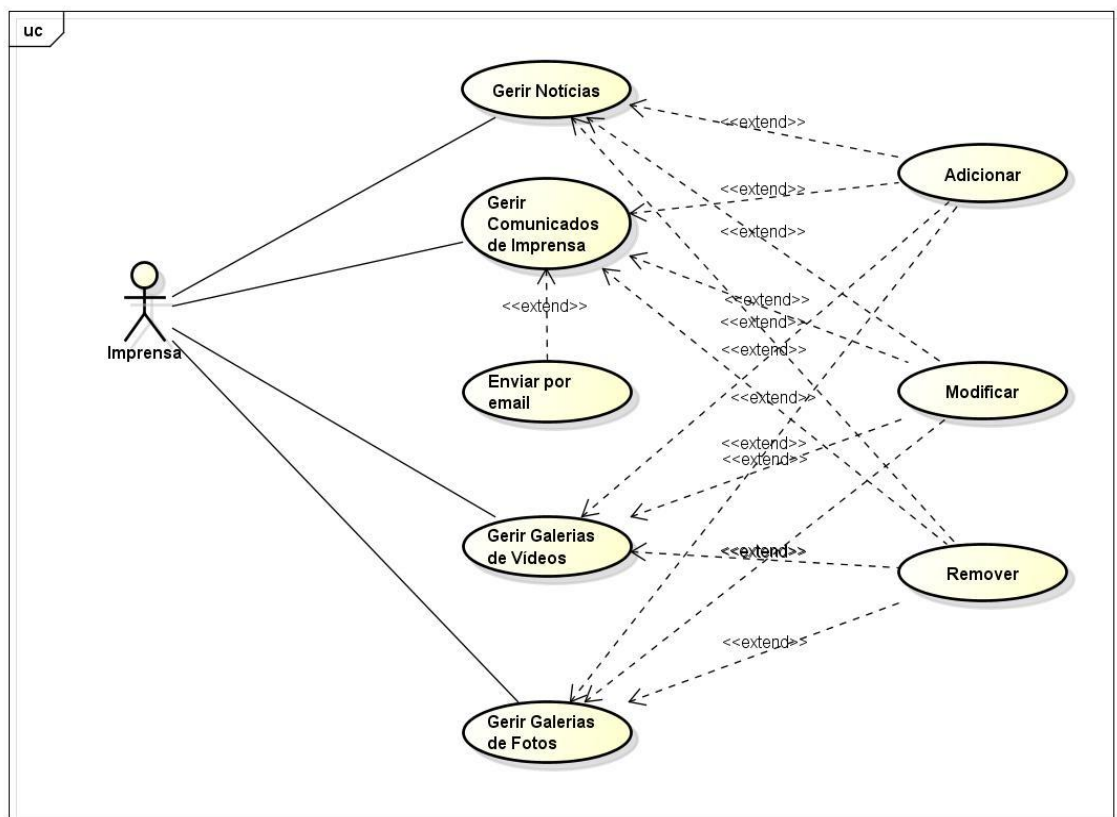 uc
Gerir Notícias
<<extend>>
Adicionar
Gerir
Comunicados
de Imprensa
<<extend>>
<<extend>>
Imprensa
<<extend>>
<<extend>>
<<extend>>
<<extend>>
Enviar por
email
<<extend>>
Modificar
<<extend>>
<<extend>>
Gerir Galerias
de Vídeos
<<extend>>
<<extend>>
Remover
<<extend>>
Gerir Galerias
de Fotos